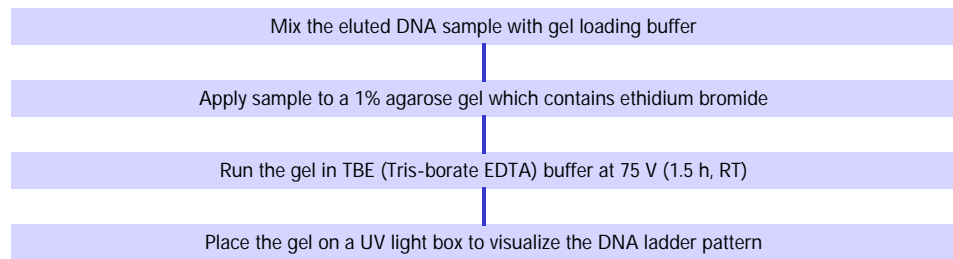 Mix the eluted DNA sample with gel loading buffer
Apply sample to a 1% agarose gel which contains ethidium bromide
Run the gel in TBE (Tris-borate EDTA) buffer at 75 V (1.5 h, RT)
Place the gel on a UV light box to visualize the DNA ladder pattern